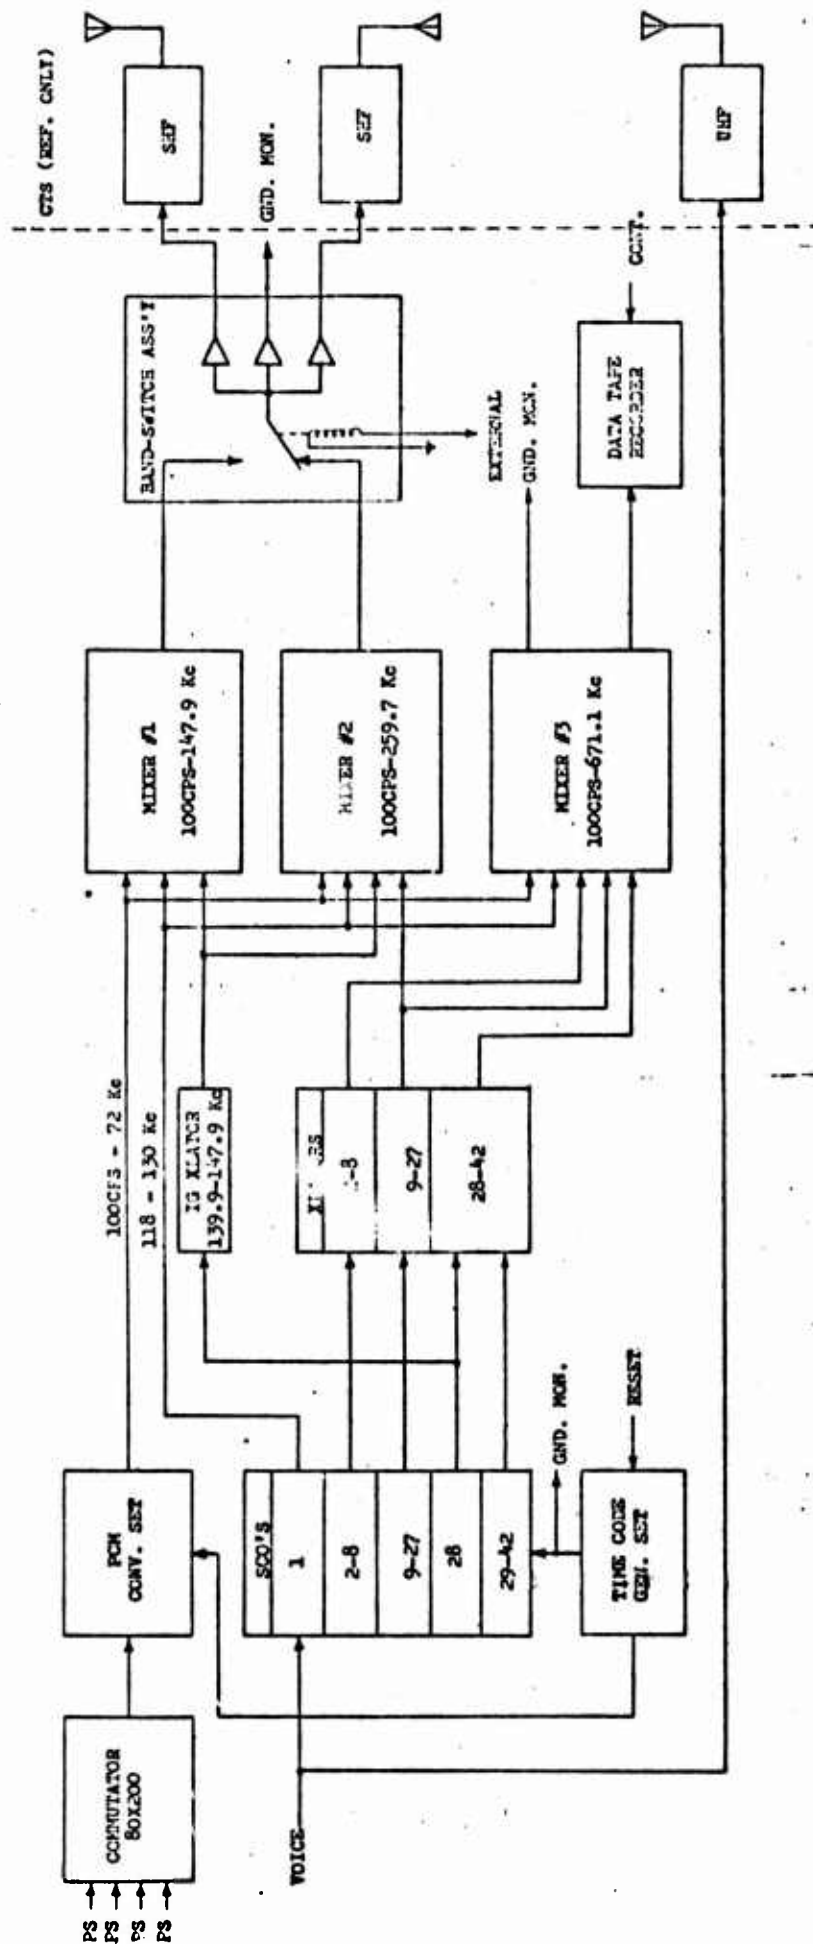 PS
PS
PS
PS
COMMUTATOR
80X200
PCM
CONV. SET
100CPS - 72 Kc
118 - 130 Kc
VOICE
SCO'S
1
2-8
9-27
28
29-42
TIME CODE
GEN. SET
RESET
GND. MON.
IG XLATOR
139.9-147.9 Kc
9-27
28-42
MIXER #1
100CPS-147.9 Kc
MIXER #2
100CPS-259.7 Kc
MIXER #3
100CPS-671.1 Kc
BAND-SWITCH ASS'Y
EXTERNAL
GND. MON.
DATA TAPE
RECORDER
CONT.
GND. MON.
CTS (REF. ONLY)
SHF
SHF
UHF